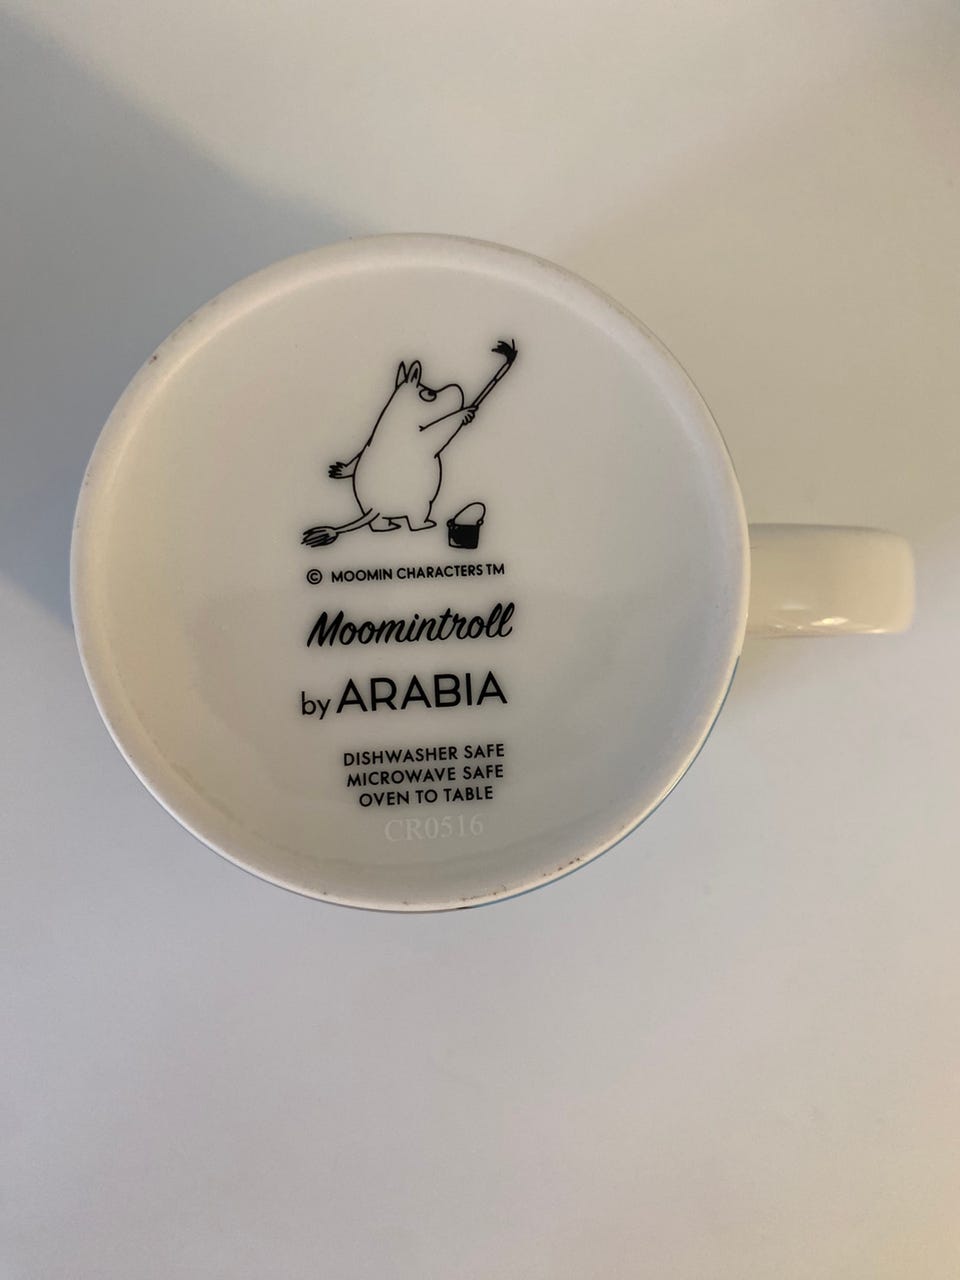 © MOOMIN CHARACTERS TM
Moomintroll
by ARABIA
DISHWASHER SAFE
MICROWAVE SAFE
OVEN TO TABLE
CR0516